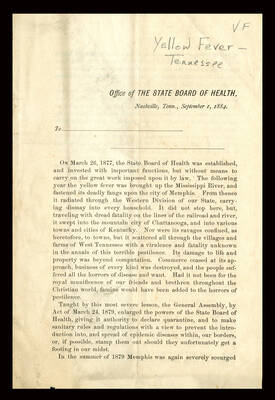 VF
Yellow Fever —
Tennessee
Office of THE STATE BOARD OF HEALTH,
Nashville, Tenn., September 1, 1884.
To
On March 26, 1877, the State Board of Health was established,
and invested with important functions, but without means to
carry on the great work imposed upon it by law. The following
year the yellow fever was brought up the Mississippi River, and
fastened its deadly fangs upon the city of Memphis. From thence
it radiated through the Western Division of our State, carry-
ing dismay into every household. It did not stop here, but,
traveling with dread fatality on the lines of the railroad and river,
it swept into the mountain city of Chattanooga, and into various
towns and cities of Kentucky. Nor were its ravages confined, as
heretofore, to towns, but it scattered all through the villages and
farms of West Tennessee with a virulence and fatality unknown
in the annals of this terrible pestilence. Its damage to life and
property was beyond computation. Commerce ceased at its ap-
proach, business of every kind was destroyed, and the people suf-
fered all the horrors of disease and want. Had it not been for the
royal munificence of our friends and brethren throughout the
Christian world, famine would have been added to the horrors of
pestilence.
Taught by this most severe lesson, the General Assembly, by
Act of March 24, 1879, enlarged the powers of the State Board of
Health, giving it authority to declare quarantine, and to make
sanitary rules and regulations with a view to prevent the intro-
duction into, and spread of epidemic diseases within, our borders,
or, if possible, stamp them out should they unfortunately get a
footing in our midst.
In the summer of 1879 Memphis was again severely scourged